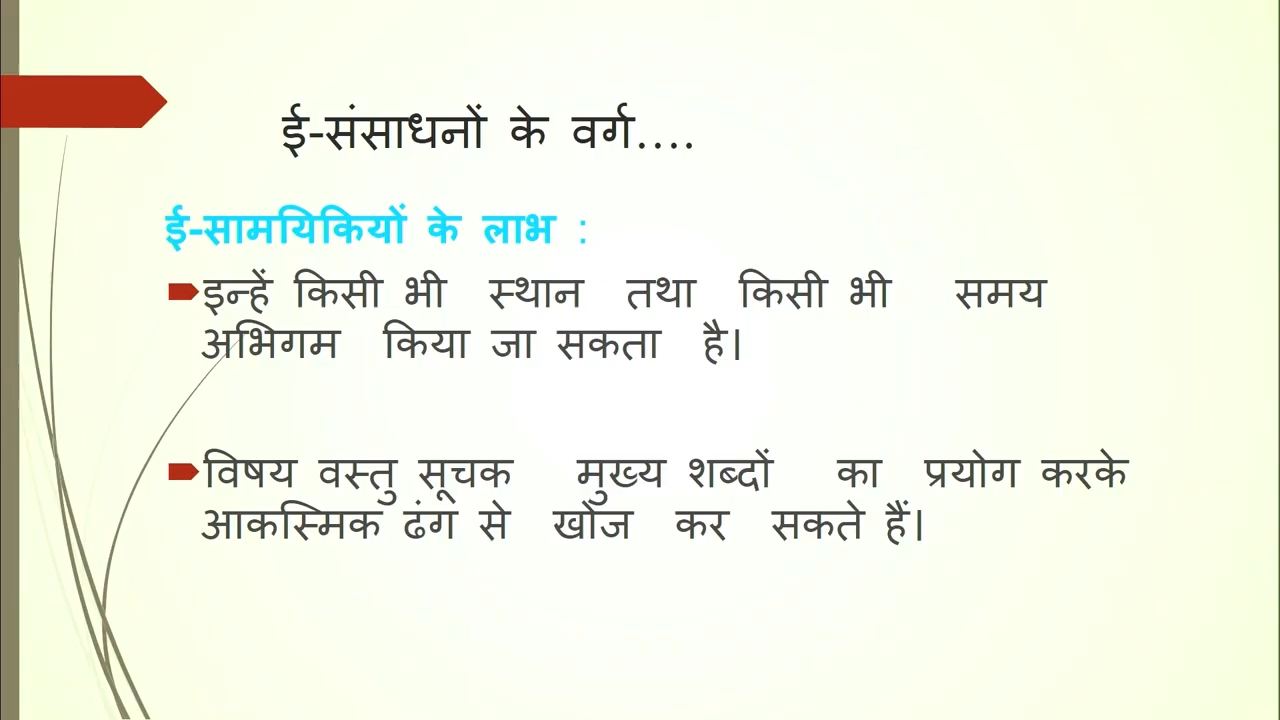 ई-संसाधनों के वर्ग....
ई-सामयिकियों के लाभ :
इन्हें किसी भी स्थान तथा किसी भी समय
अभिगम किया जा सकता है।
विषय वस्तु सूचक मुख्य शब्दों का प्रयोग करके
आकस्मिक ढंग से खोज कर सकते हैं।